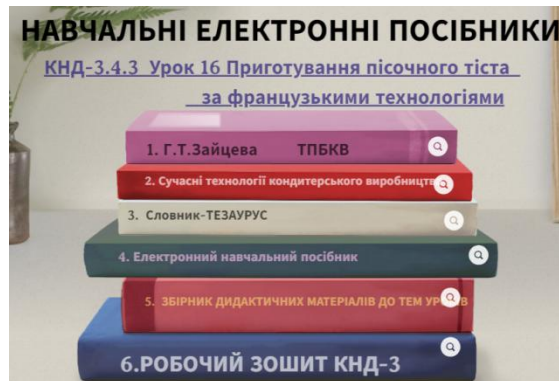 НАВЧАЛЬНІ ЕЛЕКТРОННІ ПОСІБНИКИ
КНД-3.4.3 Урок 16 Приготування пісочного тіста
за французькими технологіями
1. Г.Т.Зайцева ТПБКВ
2. Сучасні технології кондитерського виробництв
3. Словник-ТЕЗАУРУС
4. Електронний навчальний посібник
5. ЗБІРНИК ДИДАКТИЧНИХ МАТЕРІАЛІВ ДО ТЕМ
6.РОБОЧИЙ ЗОШИТ КНД-3